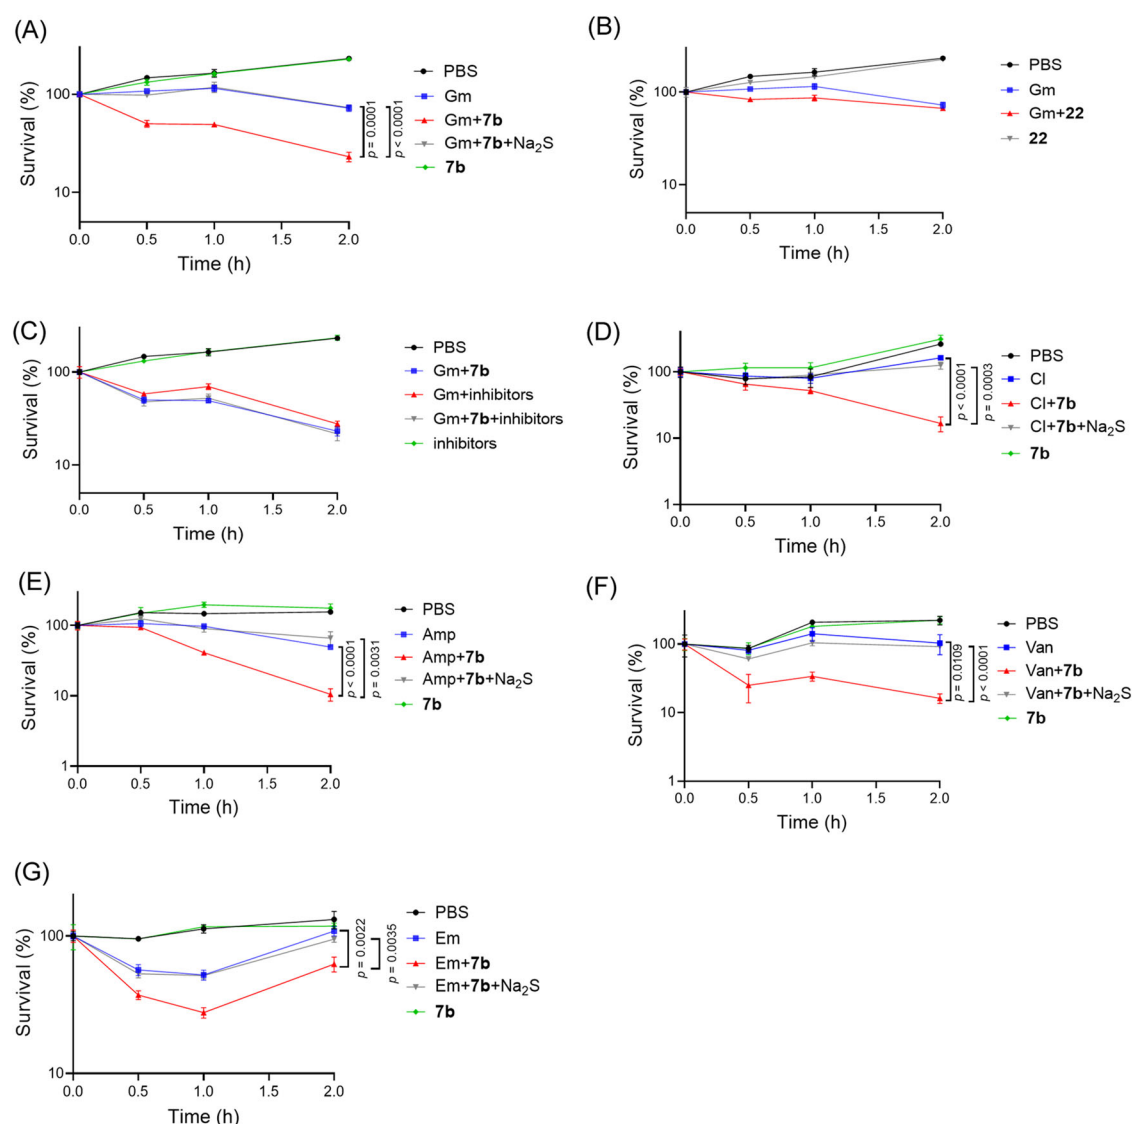 (A)
Survival (%)
100
10
0.0 0.5 1.0 1.5 2.0
Time (h)
p = 0.0001
p < 0.0001
PBS
Gm
Gm+7b
Gm+7b+Na₂S
7b
(B)
Survival (%)
100
10
0.0 0.5 1.0 1.5 2.0
Time (h)
PBS
Gm
Gm+22
22
(C)
Survival (%)
100
10
0.0 0.5 1.0 1.5 2.0
Time (h)
PBS
Gm+7b
Gm+inhibitors
Gm+7b+inhibitors
inhibitors
(D)
Survival (%)
100
10
1
0.0 0.5 1.0 1.5 2.0
Time (h)
p < 0.0001
p = 0.0003
PBS
Cl
Cl+7b
Cl+7b+Na₂S
7b
(E)
Survival (%)
100
10
1
0.0 0.5 1.0 1.5 2.0
Time (h)
p < 0.0001
p = 0.0031
PBS
Amp
Amp+7b
Amp+7b+Na₂S
7b
(F)
Survival (%)
100
10
1
0.0 0.5 1.0 1.5 2.0
Time (h)
p = 0.0109
p < 0.0001
PBS
Van
Van+7b
Van+7b+Na₂S
7b
(G)
Survival (%)
100
10
0.0 0.5 1.0 1.5 2.0
Time (h)
p = 0.0022
p = 0.0035
PBS
Em
Em+7b
Em+7b+Na₂S
7b